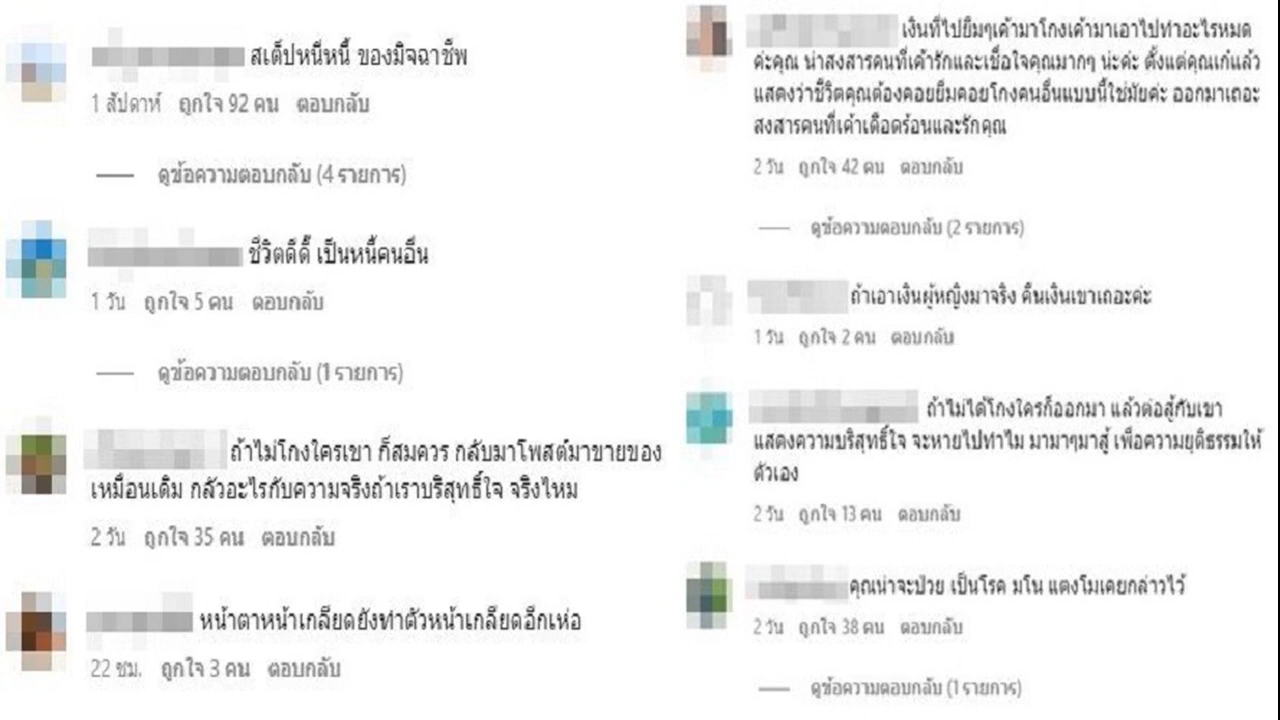 สเต็ปหนีหนี้ ของมิจฉาชีพ
1 สัปดาห์ ถูกใจ 92 คน ตอบกลับ
ดูข้อความตอบกลับ (4 รายการ)
ชีวิตดีดี๊ เป็นหนี้คนอื่น
1 วัน ถูกใจ 5 คน ตอบกลับ
ดูข้อความตอบกลับ (1 รายการ)
ถ้าไม่โกงใครเขา ก็สมควร กลับมาโพสต์มาขายของ
เหมือนเดิม กลัวอะไรกับความจริงถ้าเราบริสุทธิ์ใจ จริงไหม
2 วัน ถูกใจ 35 คน ตอบกลับ
หน้าตาหน้าเกลียดยังทำตัวหน้าเกลียดอีกเห่อ
22 ชม. ถูกใจ 3 คน ตอบกลับ
เงินที่ไปยืมๆเค้ามาโกงเค้ามาเอาไปทำอะไรหมด
ค่ะคุณ น่าสงสารคนที่เค้ารักและเชื่อใจคุณมากๆ น่ะค่ะ ตั้งแต่คุณเก๋แล้ว
แสดงว่าชีวิตคุณต้องคอยยืมคอยโกงคนอื่นแบบนี้ใช่มัยค่ะ ออกมาเถอะ
สงสารคนที่เค้าเดือดร้อนและรักคุณ
2 วัน ถูกใจ 42 คน ตอบกลับ
ดูข้อความตอบกลับ (2 รายการ)
ถ้าเอาเงินผู้หญิงมาจริง คืนเงินเขาเถอะค่ะ
1 วัน ถูกใจ 2 คน ตอบกลับ
ถ้าไม่ได้โกงใครก็ออกมา แล้วต่อสู้กับเขา
แสดงความบริสุทธิ์ใจ จะหายไปทำไม มามาๆมาสู้ เพื่อความยุติธรรมให้
ตัวเอง
2 วัน ถูกใจ 13 คน ตอบกลับ
คุณน่าจะป่วย เป็นโรค มโน แตงโมเคยกล่าวไว้
2 วัน ถูกใจ 38 คน ตอบกลับ
ดูข้อความตอบกลับ (1 รายการ)